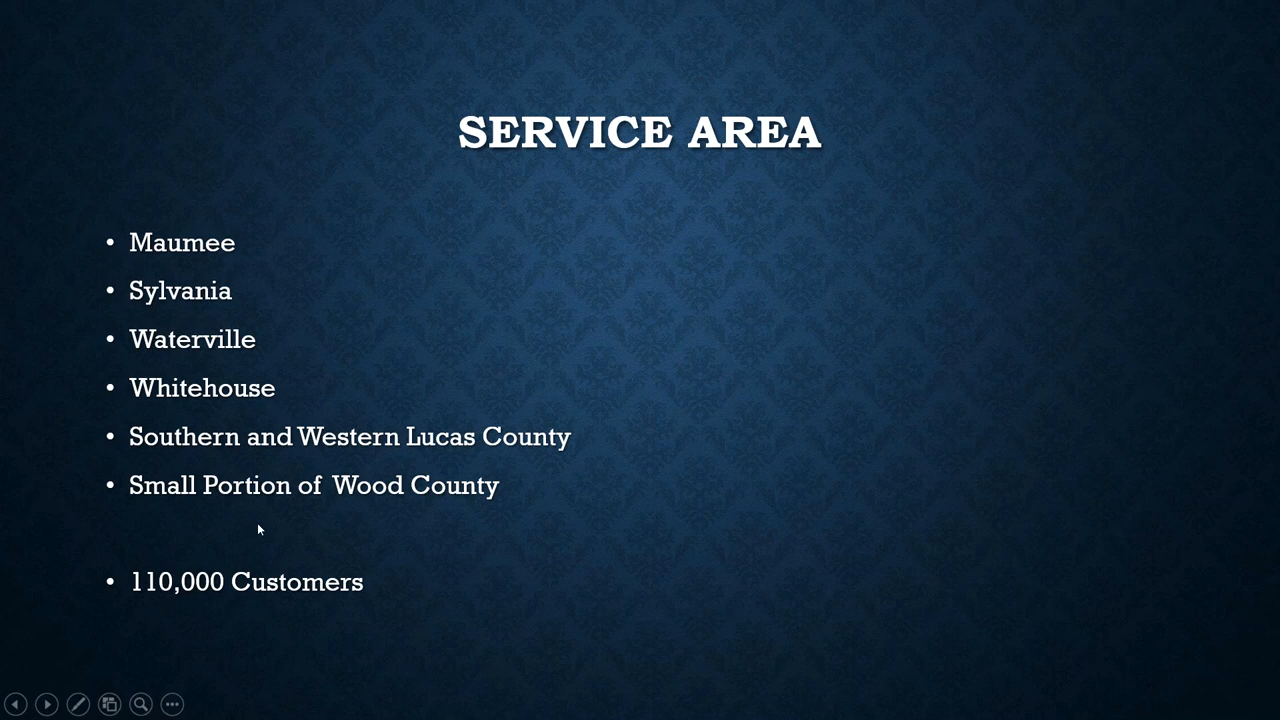 SERVICE AREA
• Maumee
• Sylvania
• Waterville
• Whitehouse
• Southern and Western Lucas County
• Small Portion of  Wood County
• 110,000 Customers